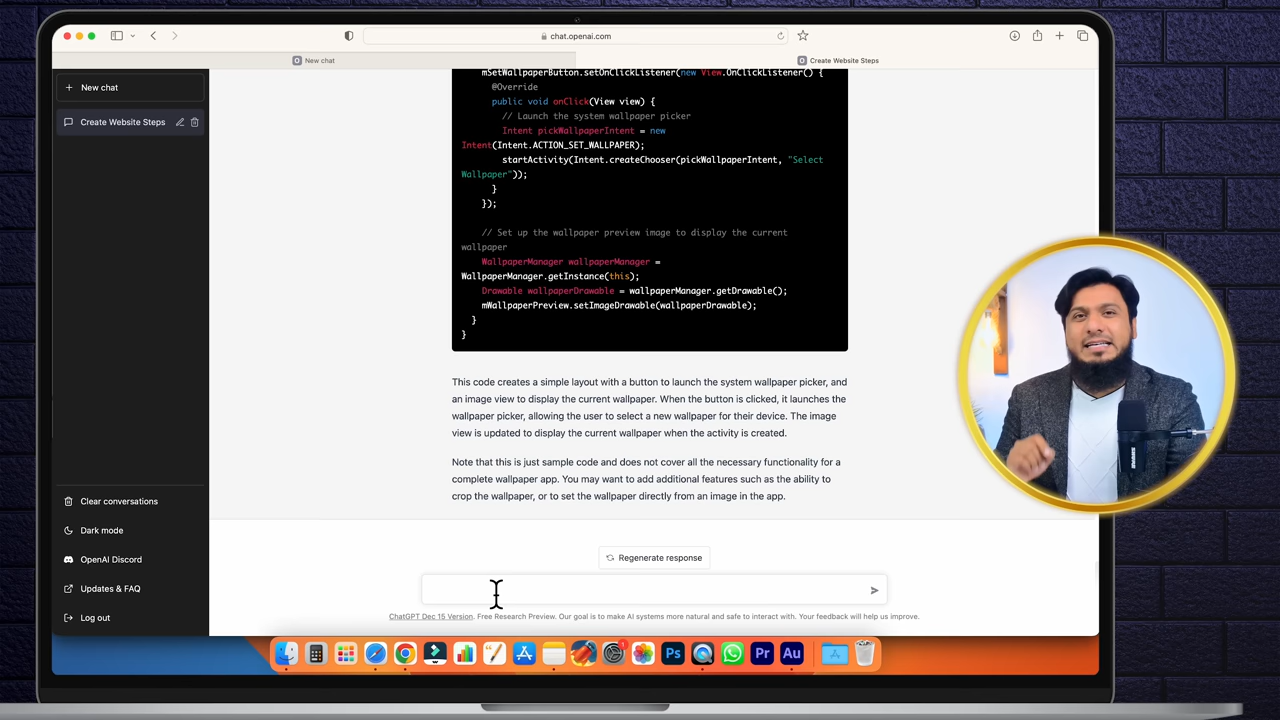 chat.openai.com
New chat
Create Website Steps
New chat
Create Website Steps
Clear conversations
Dark mode
OpenAI Discord
Updates & FAQ
Log out
mSetWallpaperButton.setOnClickListener(new View.OnClickListener() {
@Override
public void onClick(View view) {
// Launch the system wallpaper picker
Intent pickWallpaperIntent = new
Intent(Intent.ACTION_SET_WALLPAPER);
startActivity(Intent.createChooser(pickWallpaperIntent, "Select
Wallpaper"));
}
});
// Set up the wallpaper preview image to display the current
wallpaper
WallpaperManager wallpaperManager =
WallpaperManager.getInstance(this);
Drawable wallpaperDrawable = wallpaperManager.getDrawable();
mWallpaperPreview.setImageDrawable(wallpaperDrawable);
}
}
This code creates a simple layout with a button to launch the system wallpaper picker, and
an image view to display the current wallpaper. When the button is clicked, it launches the
wallpaper picker, allowing the user to select a new wallpaper for their device. The image
view is updated to display the current wallpaper when the activity is created.
Note that this is just sample code and does not cover all the necessary functionality for a
complete wallpaper app. You may want to add additional features such as the ability to
crop the wallpaper, or to set the wallpaper directly from an image in the app.
Regenerate response
ChatGPT Dec 15 Version. Free Research Preview. Our goal is to make AI systems more natural and safe to interact with. Your feedback will help us improve.
Ps
Pr
Au